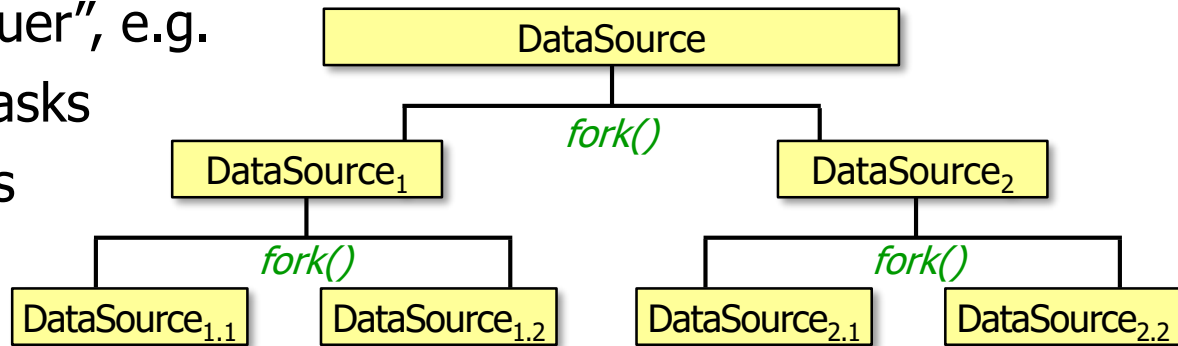 uer”, e.g.
DataSource
asks
fork()
s
DataSource₁
DataSource₂
fork()
fork()
DataSource₁.₁
DataSource₁.₂
DataSource₂.₁
DataSource₂.₂